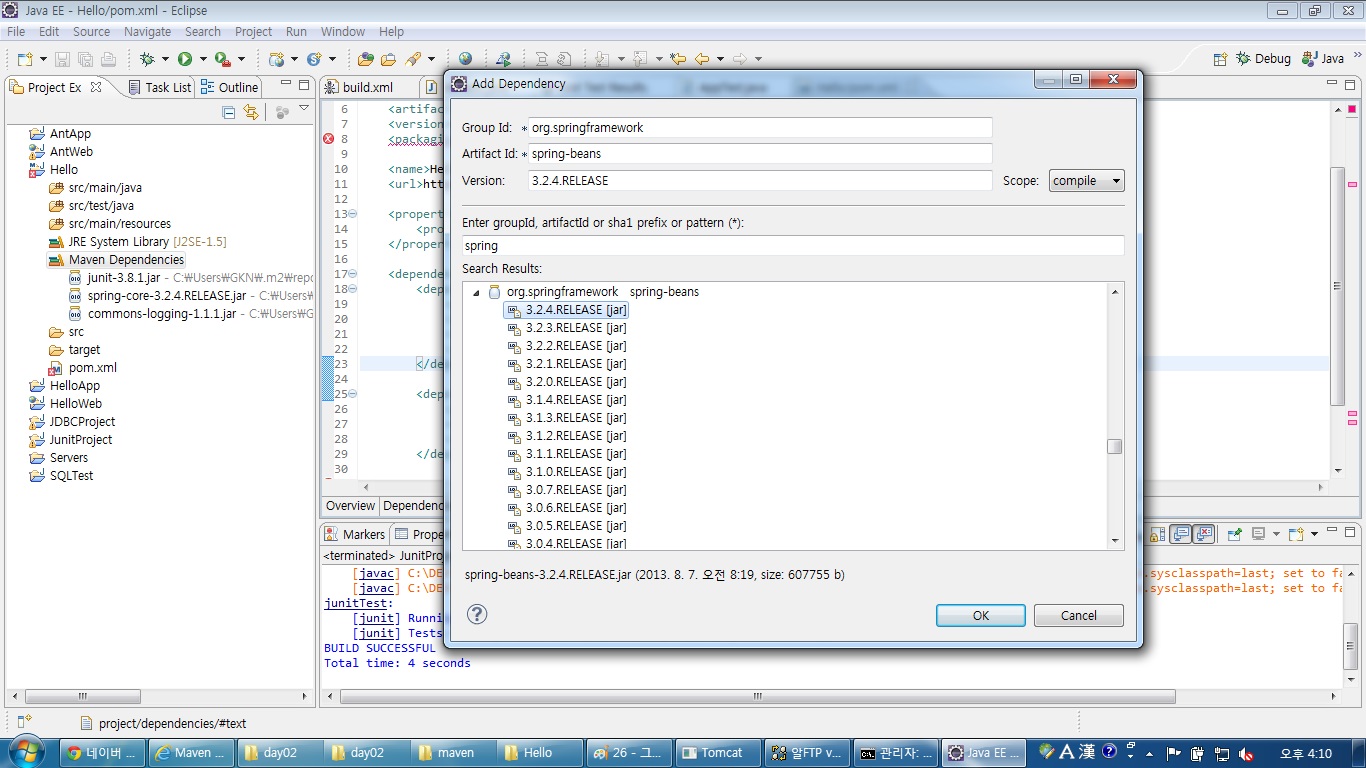 Java EE - Hello/pom.xml - Eclipse
File Edit Source Navigate Search Project Run Window Help
Debug Java »
Project Ex Task List Outline
AntApp
AntWeb
Hello
src/main/java
src/test/java
src/main/resources
JRE System Library [J2SE-1.5]
Maven Dependencies
junit-3.8.1.jar - C:₩Users₩GKN₩.m2₩repo
spring-core-3.2.4.RELEASE.jar - C:₩Users₩
commons-logging-1.1.1.jar - C:₩Users₩G
src
target
pom.xml
HelloApp
HelloWeb
JDBCProject
JunitProject
Servers
SQLTest
build.xml
6 <artifac
7 <version
8 <packagi
9
10 <name>He
11 <url>htt
12
13 <propert
14 <pro
15 </proper
16
17 <depende
18 <dep
19
20
21
22
23 </de
24
25 <dep
26
27
28
29 </de
30
Overview Dependenc
Add Dependency
Group Id: * org.springframework
Artifact Id: * spring-beans
Version: 3.2.4.RELEASE Scope: compile
Enter groupId, artifactId or sha1 prefix or pattern (*):
spring
Search Results:
org.springframework spring-beans
3.2.4.RELEASE [jar]
3.2.3.RELEASE [jar]
3.2.2.RELEASE [jar]
3.2.1.RELEASE [jar]
3.2.0.RELEASE [jar]
3.1.4.RELEASE [jar]
3.1.3.RELEASE [jar]
3.1.2.RELEASE [jar]
3.1.1.RELEASE [jar]
3.1.0.RELEASE [jar]
3.0.7.RELEASE [jar]
3.0.6.RELEASE [jar]
3.0.5.RELEASE [jar]
3.0.4.RELEASE [jar]
spring-beans-3.2.4.RELEASE.jar (2013. 8. 7. 오전 8:19, size: 607755 b)
OK Cancel
Markers Prope
<terminated> JunitProj
[javac] C:\DE .sysclasspath=last; set to fa
[javac] C:\DE .sysclasspath=last; set to fa
junitTest:
[junit] Runni
[junit] Tests
BUILD SUCCESSFUL
Total time: 4 seconds
project/dependencies/#text
네이버 ... Maven ... day02 day02 maven Hello 26 - 그... Tomcat 알FTP v... 관리자: ... Java EE ... A 漢 오후 4:10